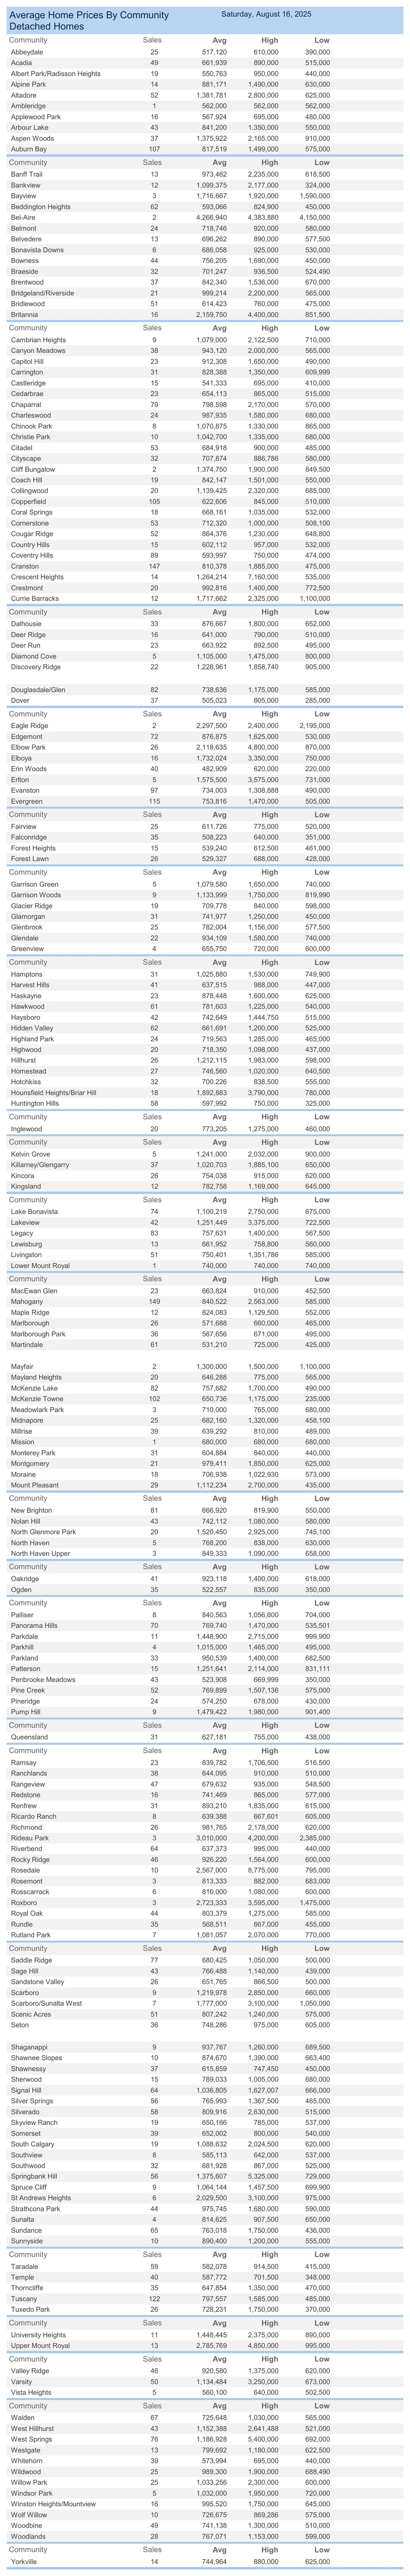 Average Home Prices By Community Saturday, August 16, 2025
Detached Homes
Community Sales Avg High Low
Abbeydale 25 517,120 610,000 390,000
Acadia 49 661,939 890,000 515,000
Albert Park/Radisson Heights 19 550,763 950,000 440,000
Alpine Park 14 881,171 1,490,000 630,000
Altadore 52 1,381,781 2,800,000 625,000
Ambleridge 1 562,000 562,000 562,000
Applewood Park 16 567,924 695,000 480,000
Arbour Lake 43 841,200 1,350,000 550,000
Aspen Woods 37 1,375,922 2,165,000 910,000
Auburn Bay 107 817,519 1,499,000 575,000
Community Sales Avg High Low
Banff Trail 13 973,462 2,235,000 618,500
Bankview 12 1,099,375 2,177,000 324,000
Bayview 3 1,716,667 1,920,000 1,590,000
Beddington Heights 62 593,066 824,900 450,000
Bel-Aire 2 4,266,940 4,383,880 4,150,000
Belmont 24 718,746 920,000 580,000
Belvedere 13 696,262 890,000 577,500
Bonavista Downs 6 686,058 925,000 530,000
Bowness 44 756,205 1,690,000 450,000
Braeside 32 701,247 936,500 524,490
Brentwood 37 842,340 1,536,000 670,000
Bridgeland/Riverside 21 999,214 2,200,000 565,000
Bridlewood 51 614,423 760,000 475,000
Britannia 16 2,159,750 4,400,000 851,500
Community Sales Avg High Low
Cambrian Heights 9 1,079,000 2,122,500 710,000
Canyon Meadows 38 943,120 2,000,000 565,000
Capitol Hill 23 912,308 1,650,000 490,000
Carrington 31 828,388 1,350,000 609,999
Castleridge 15 541,333 695,000 410,000
Cedarbrae 23 654,113 865,000 515,000
Chaparral 79 798,598 2,170,000 570,000
Charleswood 24 987,935 1,580,000 680,000
Chinook Park 8 1,070,875 1,330,000 865,000
Christie Park 10 1,042,700 1,335,000 680,000
Citadel 53 684,918 900,000 485,000
Cityscape 32 707,874 886,786 580,000
Cliff Bungalow 2 1,374,750 1,900,000 849,500
Coach Hill 19 842,147 1,501,000 550,000
Collingwood 20 1,139,425 2,320,000 685,000
Copperfield 105 622,606 845,000 510,000
Coral Springs 18 668,161 1,035,000 532,000
Cornerstone 53 712,320 1,000,000 508,100
Cougar Ridge 52 864,376 1,230,000 648,800
Country Hills 15 602,112 957,000 532,000
Coventry Hills 89 593,997 750,000 474,000
Cranston 147 810,378 1,885,000 475,000
Crescent Heights 14 1,264,214 7,160,000 535,000
Crestmont 20 992,816 1,400,000 772,500
Currie Barracks 12 1,717,662 2,325,000 1,100,000
Community Sales Avg High Low
Dalhousie 33 876,667 1,800,000 652,000
Deer Ridge 16 641,000 790,000 510,000
Deer Run 23 663,922 892,500 495,000
Diamond Cove 5 1,105,000 1,475,000 800,000
Discovery Ridge 22 1,228,961 1,858,740 905,000
Douglasdale/Glen 82 738,636 1,175,000 585,000
Dover 37 505,023 805,000 285,000
Community Sales Avg High Low
Eagle Ridge 2 2,297,500 2,400,000 2,195,000
Edgemont 72 876,875 1,625,000 530,000
Elbow Park 26 2,118,635 4,800,000 870,000
Elboya 16 1,732,024 3,350,000 750,000
Erin Woods 40 482,909 620,000 220,000
Erlton 5 1,575,500 3,575,000 731,000
Evanston 97 734,003 1,308,888 490,000
Evergreen 115 753,816 1,470,000 505,000
Community Sales Avg High Low
Fairview 25 611,726 775,000 520,000
Falconridge 35 508,223 640,000 351,000
Forest Heights 15 539,240 612,500 461,000
Forest Lawn 26 529,327 688,000 428,000
Community Sales Avg High Low
Garrison Green 5 1,079,580 1,650,000 740,000
Garrison Woods 9 1,133,999 1,750,000 819,990
Glacier Ridge 19 709,778 840,000 598,000
Glamorgan 31 741,977 1,250,000 450,000
Glenbrook 25 782,004 1,156,000 577,500
Glendale 22 934,109 1,580,000 740,000
Greenview 4 655,750 720,000 600,000
Community Sales Avg High Low
Hamptons 31 1,025,880 1,530,000 749,900
Harvest Hills 41 637,515 988,000 447,000
Haskayne 23 878,448 1,600,000 625,000
Hawkwood 61 781,603 1,225,000 540,000
Haysboro 42 742,649 1,444,750 515,000
Hidden Valley 62 661,691 1,200,000 525,000
Highland Park 24 719,563 1,285,000 465,000
Highwood 20 718,350 1,098,000 437,000
Hillhurst 26 1,212,115 1,983,000 598,000
Homestead 27 746,560 1,020,000 640,500
Hotchkiss 32 700,226 838,500 555,000
Hounsfield Heights/Briar Hill 18 1,892,883 3,790,000 780,000
Huntington Hills 58 597,992 750,000 325,000
Community Sales Avg High Low
Inglewood 20 773,205 1,275,000 460,000
Community Sales Avg High Low
Kelvin Grove 5 1,241,000 2,032,000 900,000
Killarney/Glengarry 37 1,020,703 1,885,100 650,000
Kincora 26 754,038 915,000 620,000
Kingsland 12 782,758 1,169,000 645,000
Community Sales Avg High Low
Lake Bonavista 74 1,100,219 2,750,000 675,000
Lakeview 42 1,251,449 3,375,000 722,500
Legacy 83 757,631 1,400,000 567,500
Lewisburg 13 661,952 758,800 560,000
Livingston 51 750,401 1,351,786 585,000
Lower Mount Royal 1 740,000 740,000 740,000
Community Sales Avg High Low
MacEwan Glen 23 663,824 910,000 452,500
Mahogany 149 840,522 2,563,000 585,000
Maple Ridge 12 824,083 1,129,500 552,000
Marlborough 26 571,688 660,000 465,000
Marlborough Park 36 567,656 671,000 495,000
Martindale 61 531,210 725,000 425,000
Mayfair 2 1,300,000 1,500,000 1,100,000
Mayland Heights 20 646,288 775,000 565,000
McKenzie Lake 82 757,682 1,700,000 490,000
McKenzie Towne 102 650,736 1,175,000 235,000
Meadowlark Park 3 710,000 765,000 680,000
Midnapore 25 682,160 1,320,000 458,100
Millrise 39 639,292 810,000 489,000
Mission 1 680,000 680,000 680,000
Monterey Park 31 604,884 840,000 440,000
Montgomery 21 979,411 1,850,000 625,000
Moraine 18 706,938 1,022,930 573,000
Mount Pleasant 29 1,112,234 2,700,000 435,000
Community Sales Avg High Low
New Brighton 81 666,920 819,900 550,000
Nolan Hill 43 742,112 1,080,000 580,000
North Glenmore Park 20 1,520,450 2,925,000 745,100
North Haven 5 768,200 838,000 630,000
North Haven Upper 3 849,333 1,090,000 658,000
Community Sales Avg High Low
Oakridge 41 923,118 1,400,000 618,000
Ogden 35 522,557 835,000 350,000
Community Sales Avg High Low
Palliser 8 840,563 1,056,600 704,000
Panorama Hills 70 769,740 1,470,000 535,501
Parkdale 11 1,448,900 2,715,000 999,900
Parkhill 4 1,015,000 1,465,000 495,000
Parkland 33 950,539 1,400,000 682,500
Patterson 15 1,251,641 2,114,000 831,111
Penbrooke Meadows 43 523,908 669,999 350,000
Pine Creek 52 769,899 1,507,136 575,000
Pineridge 24 574,250 678,000 430,000
Pump Hill 9 1,479,422 1,980,000 901,400
Community Sales Avg High Low
Queensland 31 627,181 755,000 438,000
Community Sales Avg High Low
Ramsay 23 839,782 1,706,500 516,500
Ranchlands 38 644,095 910,000 510,000
Rangeview 47 679,632 935,000 548,500
Redstone 16 741,469 865,000 577,000
Renfrew 31 893,210 1,835,000 615,000
Ricardo Ranch 8 639,388 667,601 605,000
Richmond 26 981,765 2,178,000 620,000
Rideau Park 3 3,010,000 4,200,000 2,385,000
Riverbend 64 637,373 995,000 440,000
Rocky Ridge 46 926,220 1,564,000 600,000
Rosedale 10 2,567,000 8,775,000 795,000
Rosemont 3 813,333 882,000 683,000
Rosscarrock 6 810,000 1,080,000 600,000
Roxboro 3 2,723,333 3,595,000 1,475,000
Royal Oak 44 803,379 1,275,000 585,000
Rundle 35 568,511 667,000 455,000
Rutland Park 7 1,081,057 2,070,000 770,000
Community Sales Avg High Low
Saddle Ridge 77 680,425 1,050,000 500,000
Sage Hill 43 766,488 1,140,000 439,000
Sandstone Valley 26 651,765 866,500 500,000
Scarboro 9 1,219,978 2,850,000 660,000
Scarboro/Sunalta West 7 1,777,000 3,100,000 1,050,000
Scenic Acres 51 807,242 1,240,000 575,000
Seton 36 748,286 975,000 605,000
Shaganappi 9 937,767 1,260,000 689,500
Shawnee Slopes 10 874,670 1,390,000 663,400
Shawnessy 37 615,859 747,450 450,000
Sherwood 15 789,033 1,005,000 680,000
Signal Hill 64 1,036,805 1,627,007 666,000
Silver Springs 56 765,993 1,367,500 465,000
Silverado 58 809,916 2,630,000 515,000
Skyview Ranch 19 650,166 785,000 537,000
Somerset 39 652,002 800,000 540,000
South Calgary 19 1,088,632 2,024,500 620,000
Southview 8 585,113 642,000 537,000
Southwood 32 681,928 867,000 525,000
Springbank Hill 56 1,375,607 5,325,000 729,000
Spruce Cliff 9 1,064,144 1,457,500 699,900
St Andrews Heights 6 2,029,500 3,100,000 975,000
Strathcona Park 44 975,745 1,680,000 590,000
Sunalta 4 814,625 907,500 650,000
Sundance 65 763,018 1,750,000 436,000
Sunnyside 10 890,400 1,200,000 555,000
Community Sales Avg High Low
Taradale 59 582,078 914,500 415,000
Temple 40 587,772 701,500 348,000
Thorncliffe 35 647,854 1,350,000 470,000
Tuscany 122 797,557 1,585,000 485,000
Tuxedo Park 26 728,231 1,750,000 370,000
Community Sales Avg High Low
University Heights 11 1,448,445 2,375,000 890,000
Upper Mount Royal 13 2,785,769 4,850,000 995,000
Community Sales Avg High Low
Valley Ridge 46 920,580 1,375,000 620,000
Varsity 50 1,134,484 3,250,000 673,000
Vista Heights 5 560,100 640,000 502,500
Community Sales Avg High Low
Walden 67 725,648 1,030,000 565,000
West Hillhurst 43 1,152,388 2,641,488 521,000
West Springs 76 1,186,928 5,400,000 692,000
Westgate 13 799,692 1,180,000 622,500
Whitehorn 39 573,994 695,000 440,000
Wildwood 25 989,300 1,900,000 688,490
Willow Park 25 1,033,256 2,300,000 600,000
Windsor Park 5 1,032,000 1,950,000 720,000
Winston Heights/Mountview 16 995,520 1,750,000 645,000
Wolf Willow 10 726,675 869,286 575,000
Woodbine 49 741,138 1,300,000 510,000
Woodlands 28 767,071 1,153,000 599,000
Community Sales Avg High Low
Yorkville 14 744,964 880,000 625,000